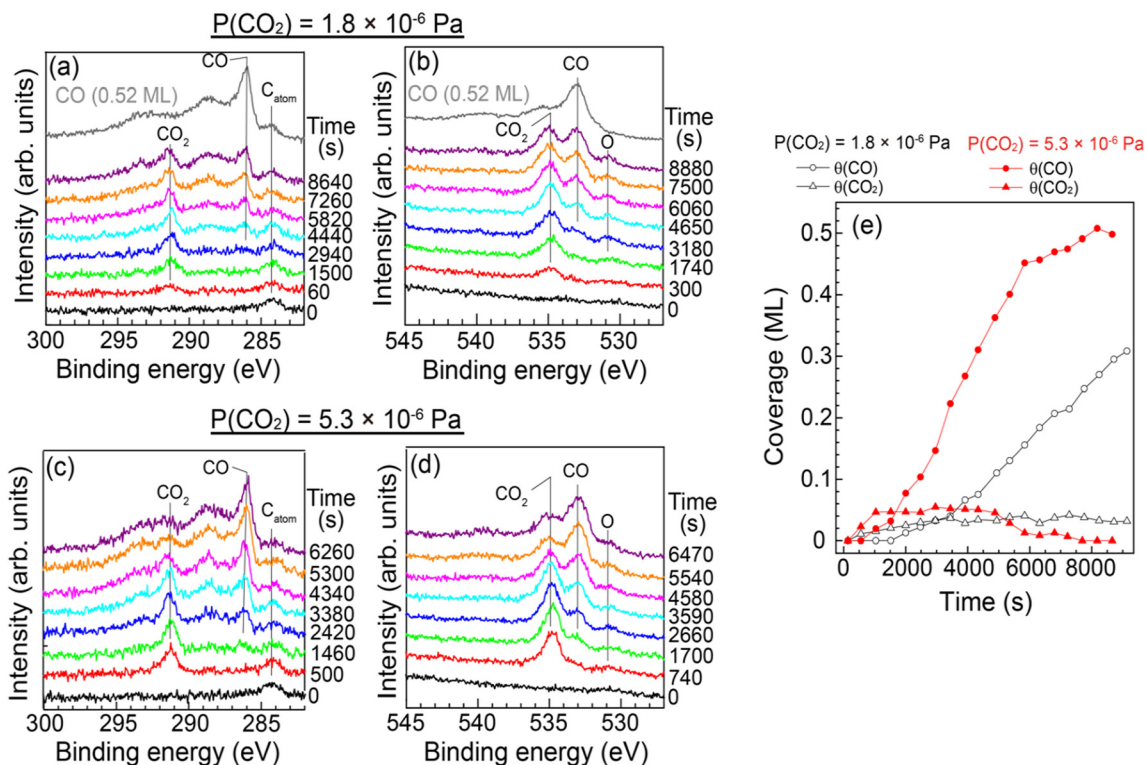 P(CO₂) = 1.8 × 10⁻⁶ Pa
(a)
CO
CO (0.52 ML)
C_atom
CO₂
Time
(s)
8640
7260
5820
4440
2940
1500
60
0
Intensity (arb. units)
300 295 290 285
Binding energy (eV)
(b)
CO
CO (0.52 ML)
CO₂
O
Time
(s)
8880
7500
6060
4650
3180
1740
300
0
Intensity (arb. units)
545 540 535 530
Binding energy (eV)
P(CO₂) = 5.3 × 10⁻⁶ Pa
(c)
CO
CO₂
C_atom
Time
(s)
6260
5300
4340
3380
2420
1460
500
0
Intensity (arb. units)
300 295 290 285
Binding energy (eV)
(d)
CO
CO₂
O
Time
(s)
6470
5540
4580
3590
2660
1700
740
0
Intensity (arb. units)
545 540 535 530
Binding energy (eV)
P(CO₂) = 1.8 × 10⁻⁶ Pa P(CO₂) = 5.3 × 10⁻⁶ Pa
θ(CO) θ(CO)
θ(CO₂) θ(CO₂)
(e)
0.5
0.4
0.3
0.2
0.1
0
Coverage (ML)
0 2000 4000 6000 8000
Time (s)